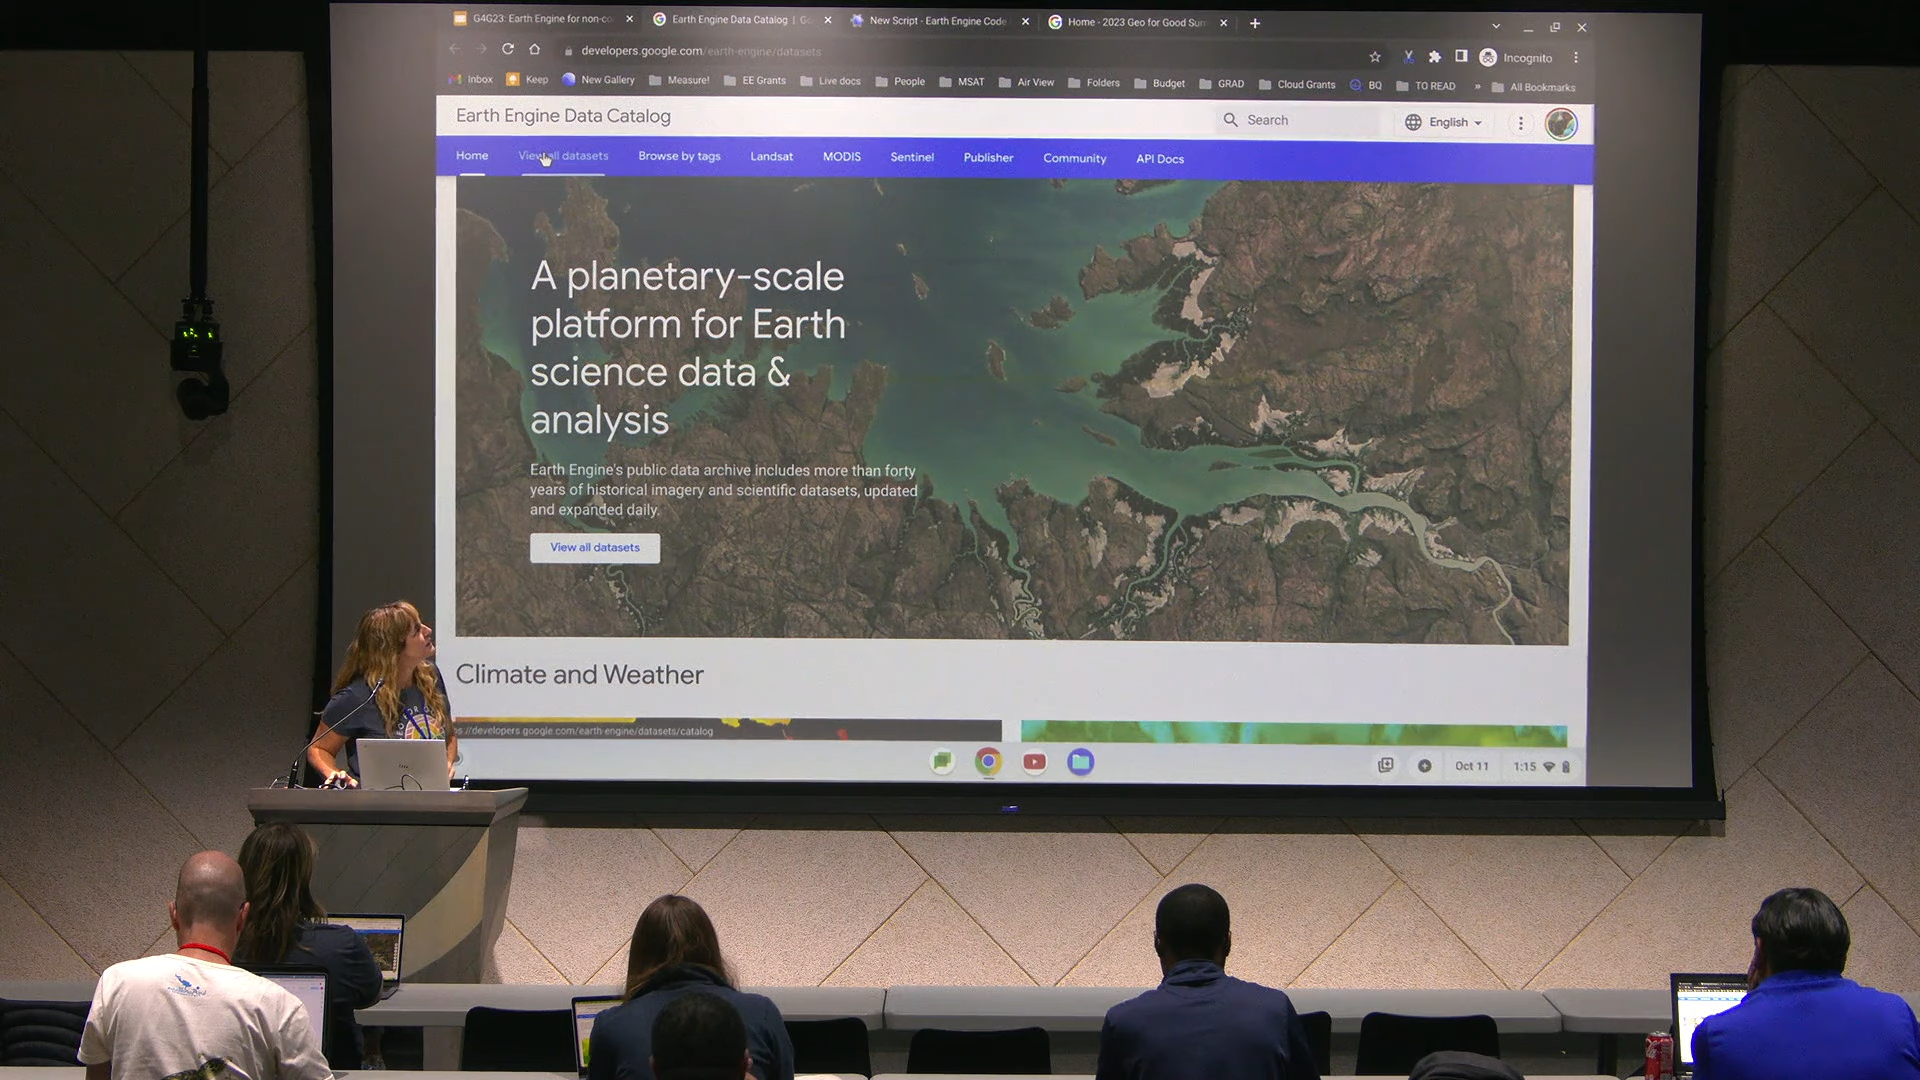 G4G23: Earth Engine for non-co
Earth Engine Data Catalog | Go
New Script - Earth Engine Code
Home - 2023 Geo for Good Sum
developers.google.com/earth-engine/datasets
Incognito
Inbox
Keep
New Gallery
Measure!
EE Grants
Live docs
People
MSAT
Air View
Folders
Budget
GRAD
Cloud Grants
BQ
TO READ
»
All Bookmarks
Earth Engine Data Catalog
Search
English
Home
View all datasets
Browse by tags
Landsat
MODIS
Sentinel
Publisher
Community
API Docs
A planetary-scale
platform for Earth
science data &
analysis
Earth Engine's public data archive includes more than forty
years of historical imagery and scientific datasets, updated
and expanded daily.
View all datasets
Climate and Weather
ps://developers.google.com/earth-engine/datasets/catalog
Oct 11
1:15